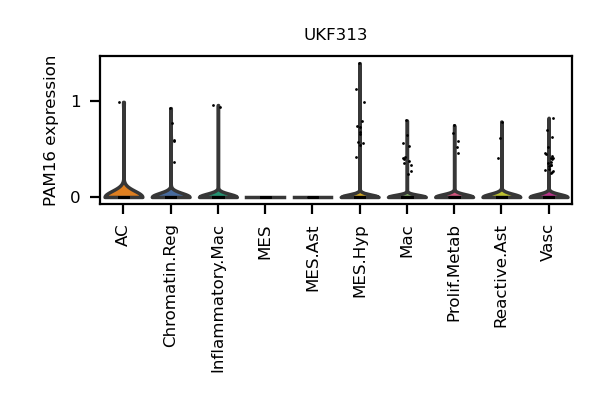 UKF313
PAM16 expression
1
0
AC
Chromatin.Reg
Inflammatory.Mac
MES
MES.Ast
MES.Hyp
Mac
Prolif.Metab
Reactive.Ast
Vasc